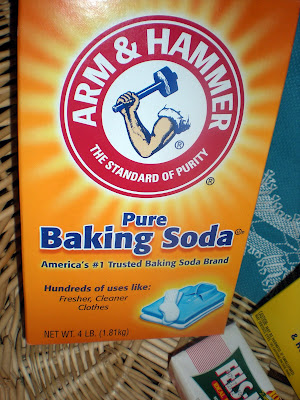 ARM & HAMMER
THE STANDARD OF PURITY
®
®
Pure
Baking Soda
America's #1 Trusted Baking Soda Brand
Hundreds of uses like:
Fresher, Cleaner
Clothes
NET WT. 4 LB. (1.81kg)
FELS